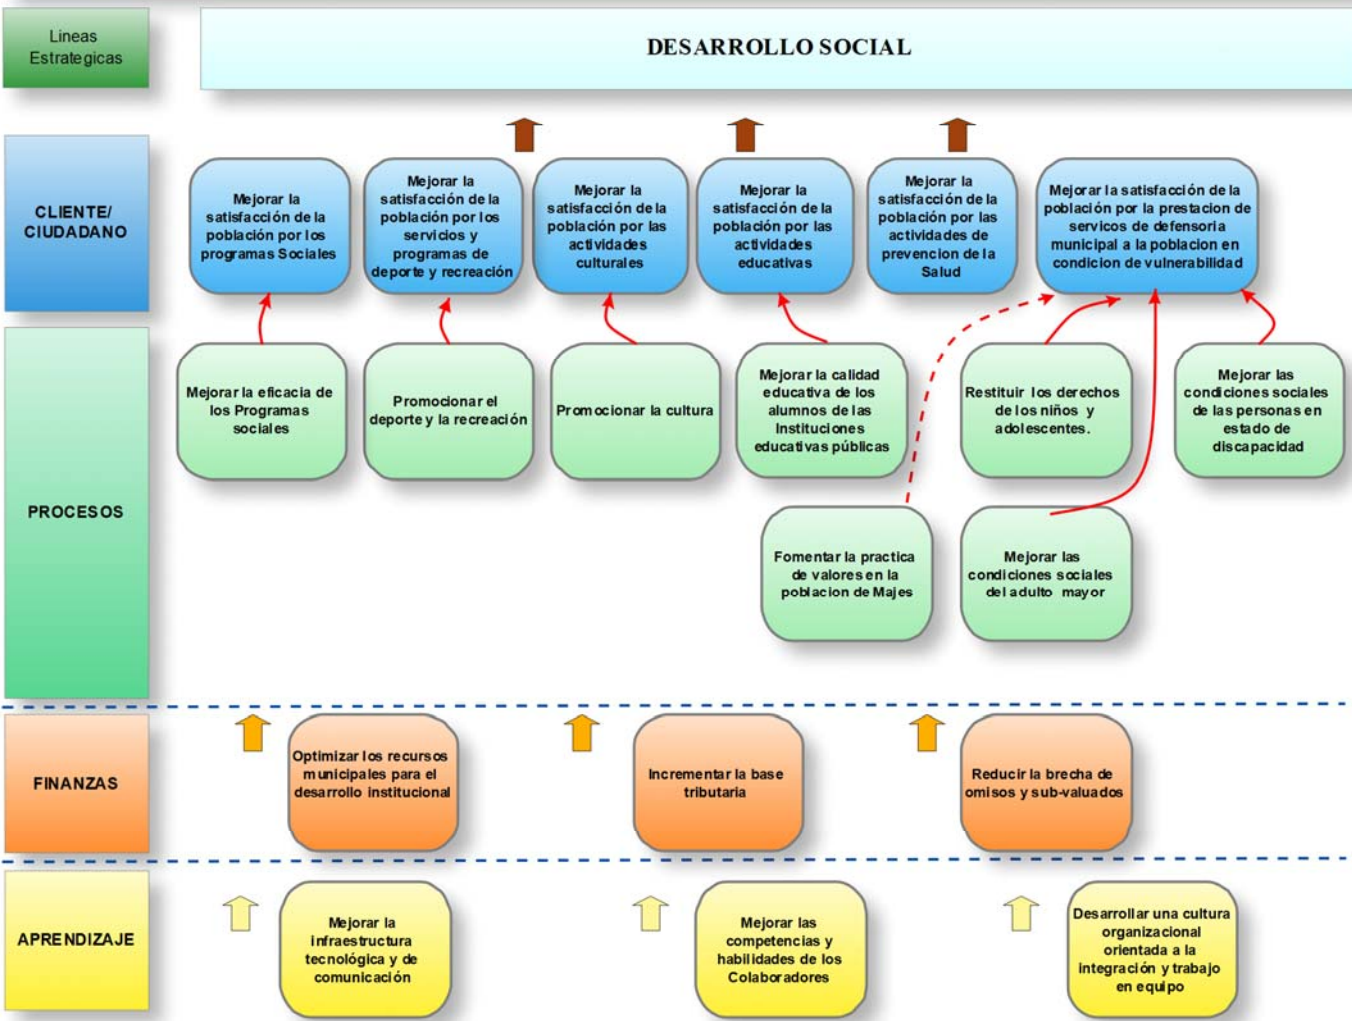 Lineas
Estrategicas
DESARROLLO SOCIAL
CLIENTE/
CIUDADANO
Mejorar la
satisfacción de la
población por los
programas Sociales
Mejorar la
satisfacción de la
población por los
servicios y
programas de
deporte y recreación
Mejorar la
satisfacción de la
población por las
actividades
culturales
Mejorar la
satisfacción de la
población por las
actividades
educativas
Mejorar la
satisfacción de la
población por las
actividades de
prevencion de la
Salud
Mejorar la satisfacción de la
población por la prestacion de
servicos de defensoria
municipal a la poblacion en
condicion de vulnerabilidad
PROCESOS
Mejorar la eficacia de
los Programas
sociales
Promocionar el
deporte y la recreación
Promocionar la cultura
Mejorar la calidad
educativa de los
alumnos de las
Instituciones
educativas públicas
Restituir los derechos
de los niños y
adolescentes.
Mejorar las
condiciones sociales
de las personas en
estado de
discapacidad
Fomentar la practica
de valores en la
poblacion de Majes
Mejorar las
condiciones sociales
del adulto mayor
FINANZAS
Optimizar los recursos
municipales para el
desarrollo institucional
Incrementar la base
tributaria
Reducir la brecha de
omisos y sub-valuados
APRENDIZAJE
Mejorar la
infraestructura
tecnológica y de
comunicación
Mejorar las
competencias y
habilidades de los
Colaboradores
Desarrollar una cultura
organizacional
orientada a la
integración y trabajo
en equipo